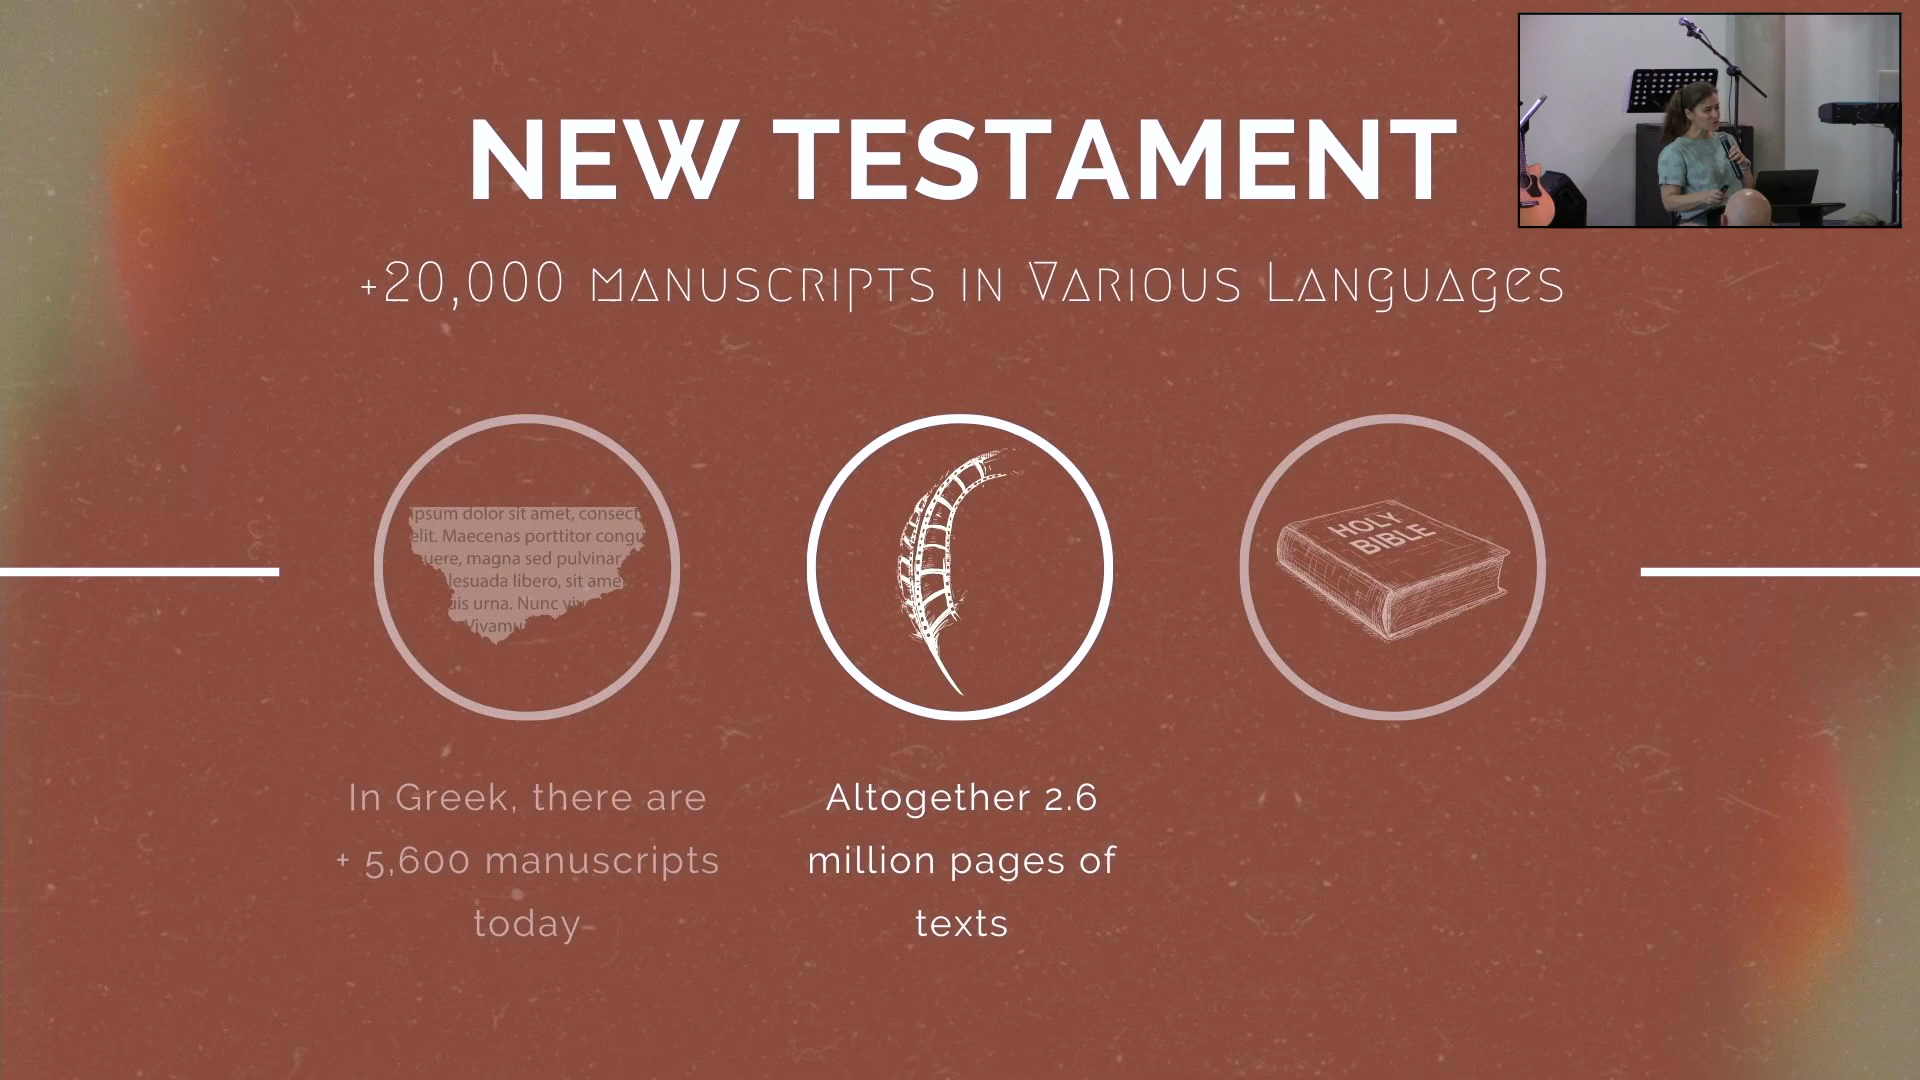 NEW TESTAMENT
+20,000 MANUSCRIPTS IN VARIOUS LANGUAGES
ipsum dolor sit amet, consect
elit. Maecenas porttitor congu
uere, magna sed pulvinar
lesuada libero, sit ame
uis urna. Nunc viv
Vivamu
HOLY
BIBLE
In Greek, there are
+ 5,600 manuscripts
today
Altogether 2.6
million pages of
texts